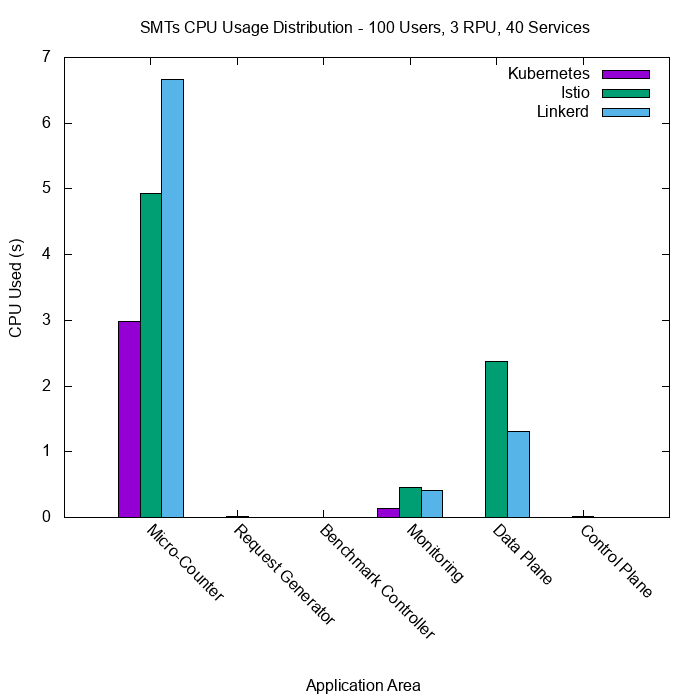 SMTs CPU Usage Distribution - 100 Users, 3 RPU, 40 Services
Kubernetes
Istio
Linkerd
7
6
5
4
3
2
1
0
CPU Used (s)
Micro-Counter
Request Generator
Benchmark Controller
Monitoring
Data Plane
Control Plane
Application Area